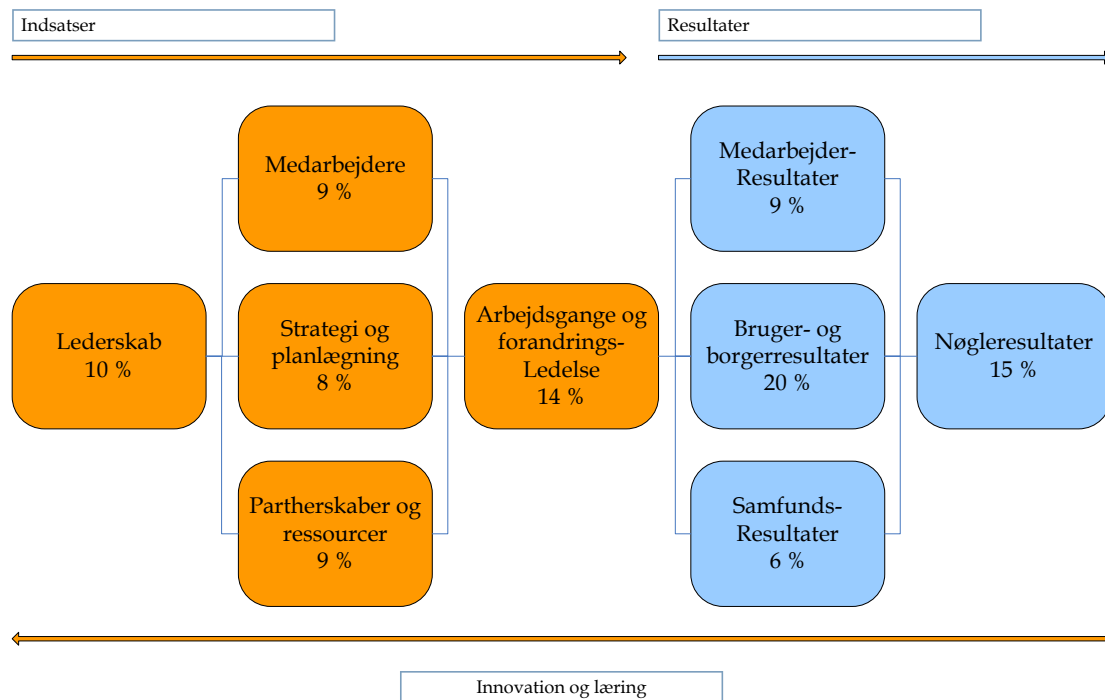 Indsatser
Resultater
Medarbejdere
9 %
Medarbejder-
Resultater
9 %
Lederskab
10 %
Strategi og
planlægning
8 %
Arbejdsgange og
forandrings-
Ledelse
14 %
Bruger- og
borgerresultater
20 %
Nøgleresultater
15 %
Partherskaber og
ressourcer
9 %
Samfunds-
Resultater
6 %
Innovation og læring